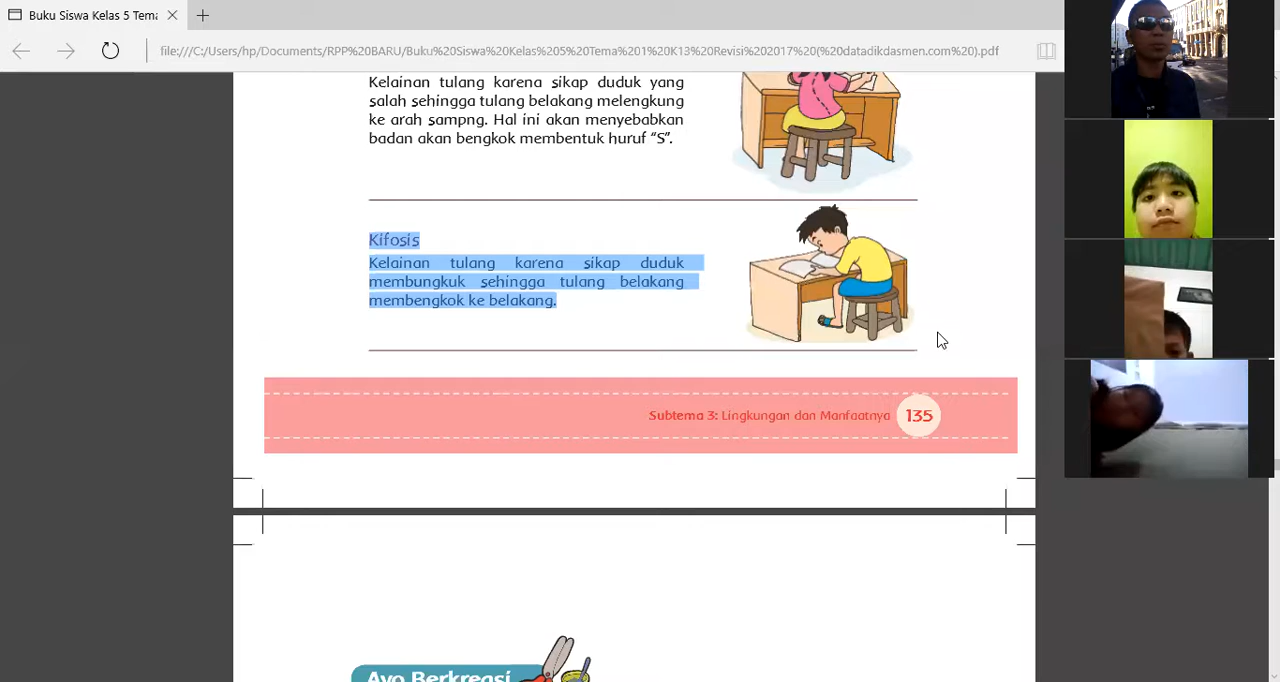 Buku Siswa Kelas 5 Tema
file:///C:/Users/hp/Documents/RPP%20BARU/Buku%20Siswa%20Kelas%205%20Tema%201%20K13%20Revisi%202017%20(%20datadikdasmen.com%20).pdf
Kelainan tulang karena sikap duduk yang
salah sehingga tulang belakang melengkung
ke arah sampng. Hal ini akan menyebabkan
badan akan bengkok membentuk huruf “S”.
Kifosis
Kelainan tulang karena sikap duduk
membungkuk sehingga tulang belakang
membengkok ke belakang.
Subtema 3: Lingkungan dan Manfaatnya 135
Ayo Berkreasi